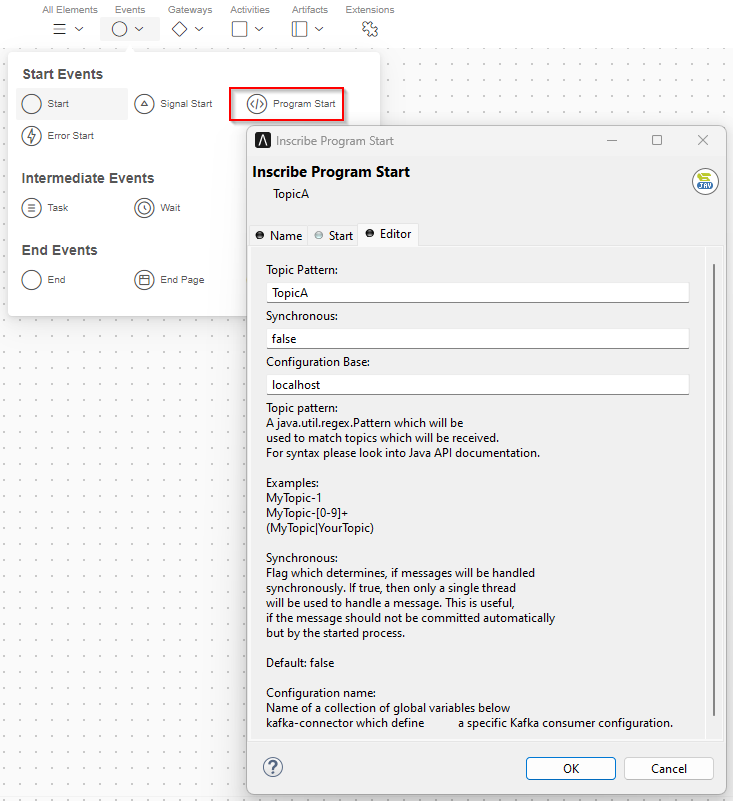 All Elements Events Gateways Activities Artifacts Extensions
Start Events
Start Signal Start Program Start
Error Start
Intermediate Events
Task Wait
End Events
End End Page
Inscribe Program Start
Inscribe Program Start
TopicA
JAV
Name Start Editor
Topic Pattern:
TopicA
Synchronous:
false
Configuration Base:
localhost
Topic pattern:
A java.util.regex.Pattern which will be
used to match topics which will be received.
For syntax please look into Java API documentation.
Examples:
MyTopic-1
MyTopic-[0-9]+
(MyTopic|YourTopic)
Synchronous:
Flag which determines, if messages will be handled
synchronously. If true, then only a single thread
will be used to handle a message. This is useful,
if the message should not be committed automatically
but by the started process.
Default: false
Configuration name:
Name of a collection of global variables below
kafka-connector which define a specific Kafka consumer configuration.
? OK Cancel